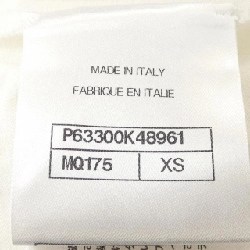 MADE IN ITALY
FABRIQUE EN ITALIE
P63300K48961
MQ175 XS